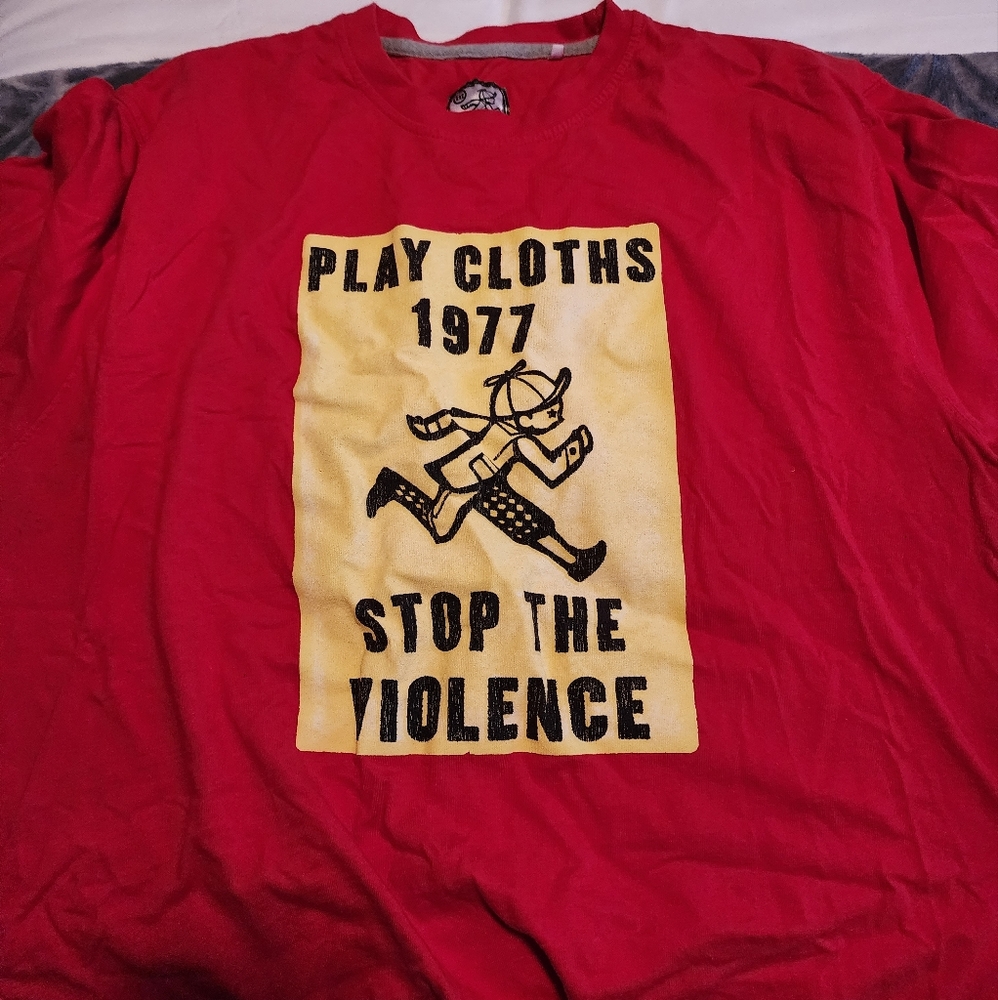 PLAY CLOTHS
1977
STOP THE
VIOLENCE